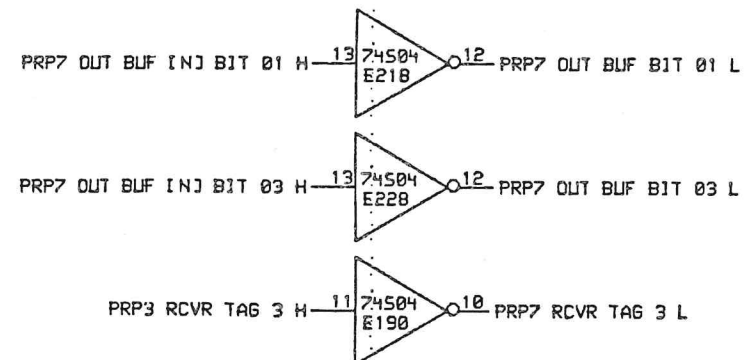 PRP7 OUT BUF [N] BIT 01 H 13 74S04 12 PRP7 OUT BUF BIT 01 L
E218
PRP7 OUT BUF [N] BIT 03 H 13 74S04 12 PRP7 OUT BUF BIT 03 L
E228
PRP3 RCVR TAG 3 H 11 74S04 10 PRP7 RCVR TAG 3 L
E190